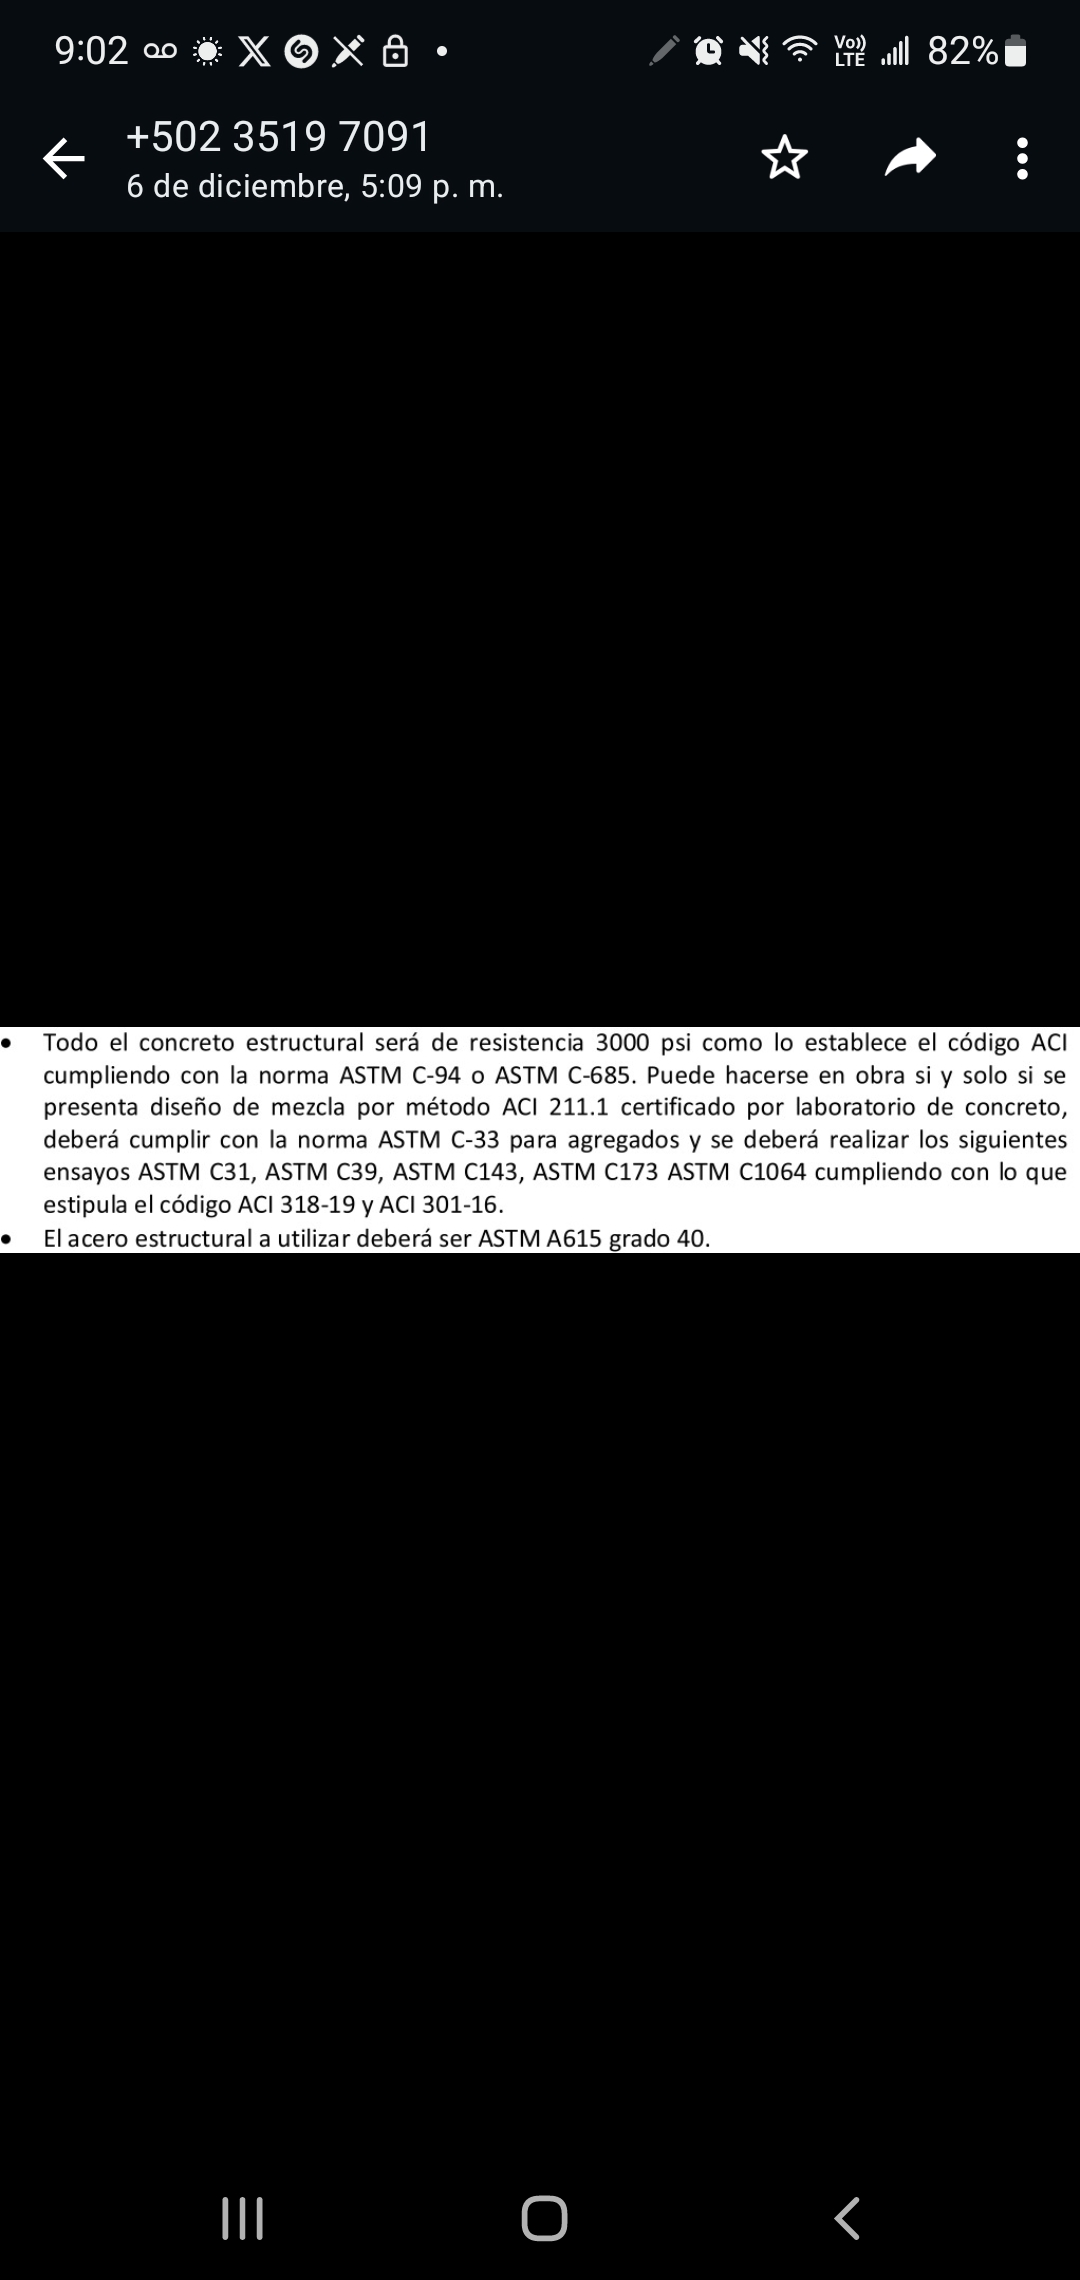 9:02
Vo)) LTE
82%
+502 3519 7091
6 de diciembre, 5:09 p. m.
• Todo el concreto estructural será de resistencia 3000 psi como lo establece el código ACI
cumpliendo con la norma ASTM C-94 o ASTM C-685. Puede hacerse en obra si y solo si se
presenta diseño de mezcla por método ACI 211.1 certificado por laboratorio de concreto,
deberá cumplir con la norma ASTM C-33 para agregados y se deberá realizar los siguientes
ensayos ASTM C31, ASTM C39, ASTM C143, ASTM C173 ASTM C1064 cumpliendo con lo que
estipula el código ACI 318-19 y ACI 301-16.
• El acero estructural a utilizar deberá ser ASTM A615 grado 40.